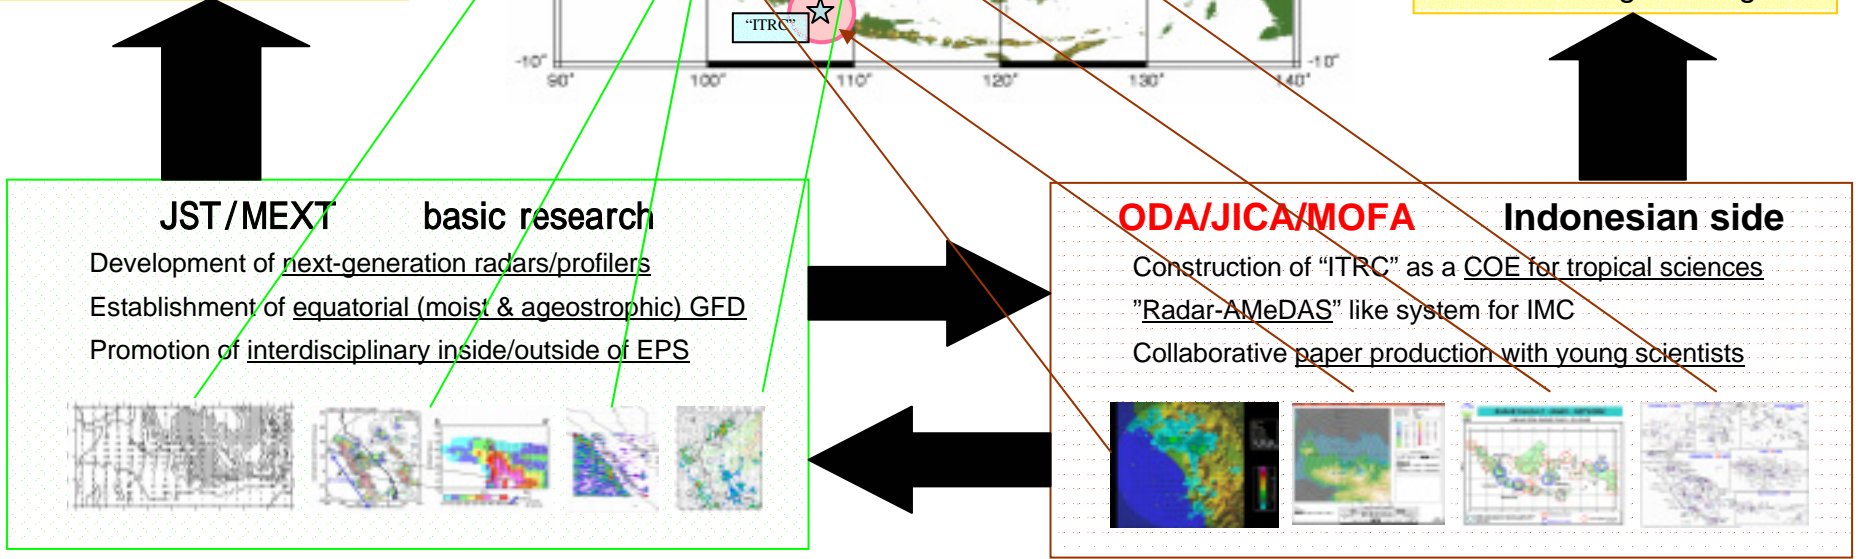 “ITRC”
-10° -10°
90° 100° 110° 120° 130° 140°
JST/MEXT basic research
Development of next-generation radars/profilers
Establishment of equatorial (moist & ageostrophic) GFD
Promotion of interdisciplinary inside/outside of EPS
ODA/JICA/MOFA Indonesian side
Construction of “ITRC” as a COE for tropical sciences
”Radar-AMeDAS” like system for IMC
Collaborative paper production with young scientists